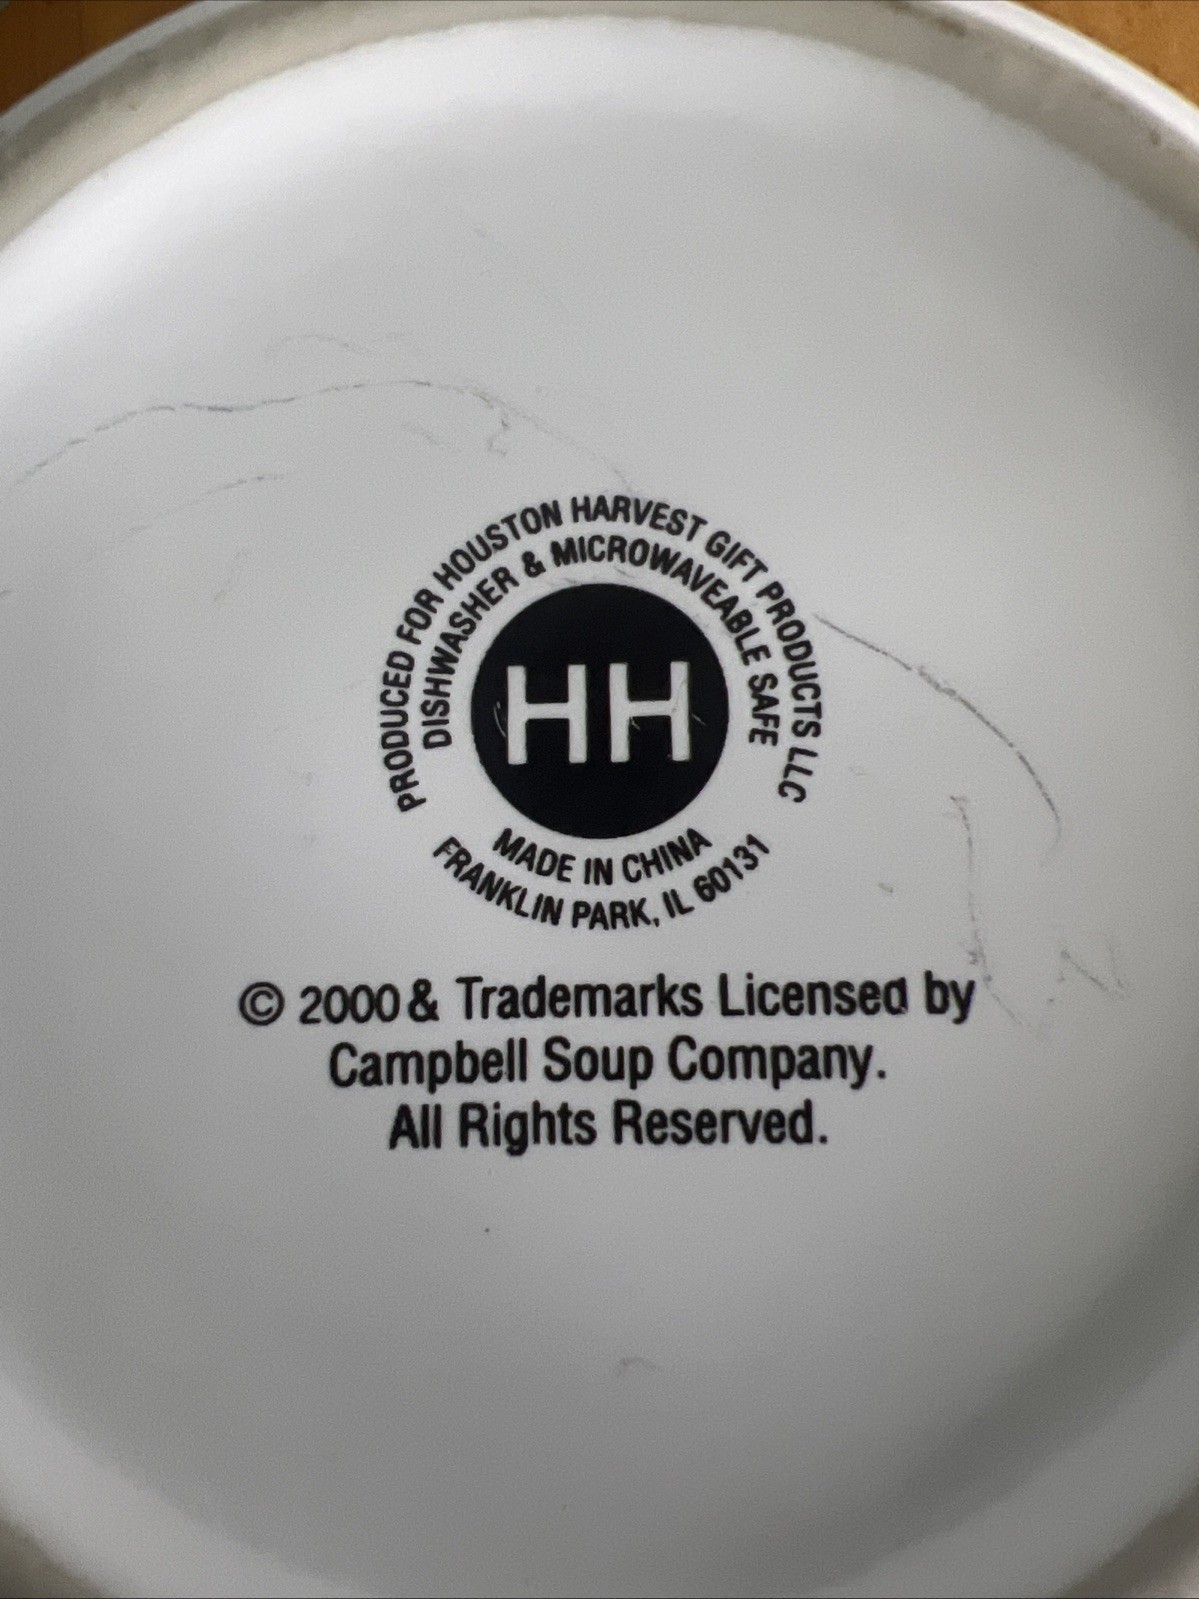 PRODUCED FOR HOUSTON HARVEST GIFT PRODUCTS LLC
DISHWASHER & MICROWAVEABLE SAFE
HH
MADE IN CHINA
FRANKLIN PARK, IL 60131
© 2000 & Trademarks Licensed by
Campbell Soup Company.
All Rights Reserved.